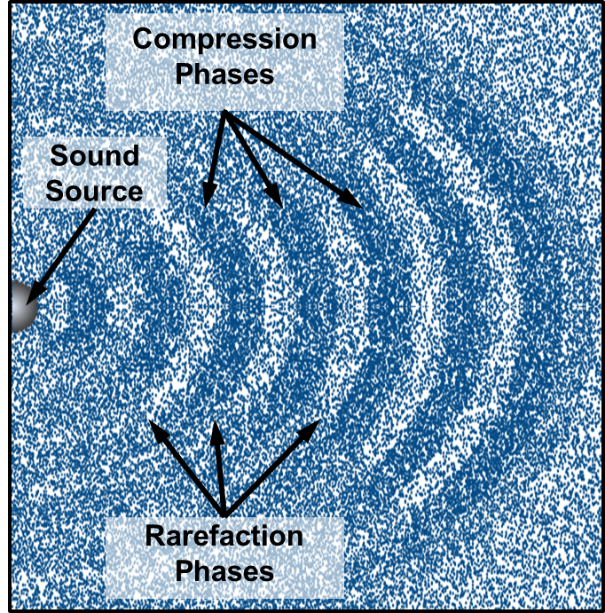 Compression
Phases
Sound
Source
Rarefaction
Phases